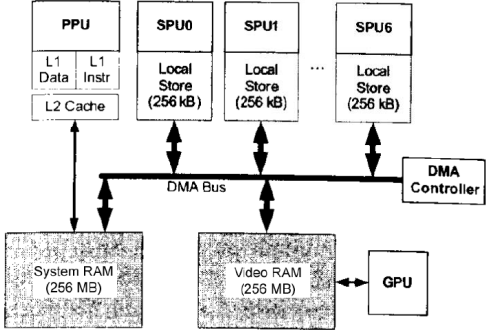 PPU
L1 L1
Data Instr
L2 Cache
SPU0
Local
Store
(256 kB)
SPU1
Local
Store
(256 kB)
...
SPU6
Local
Store
(256 kB)
DMA Bus
DMA
Controller
System RAM
(256 MB)
Video RAM
(256 MB)
GPU